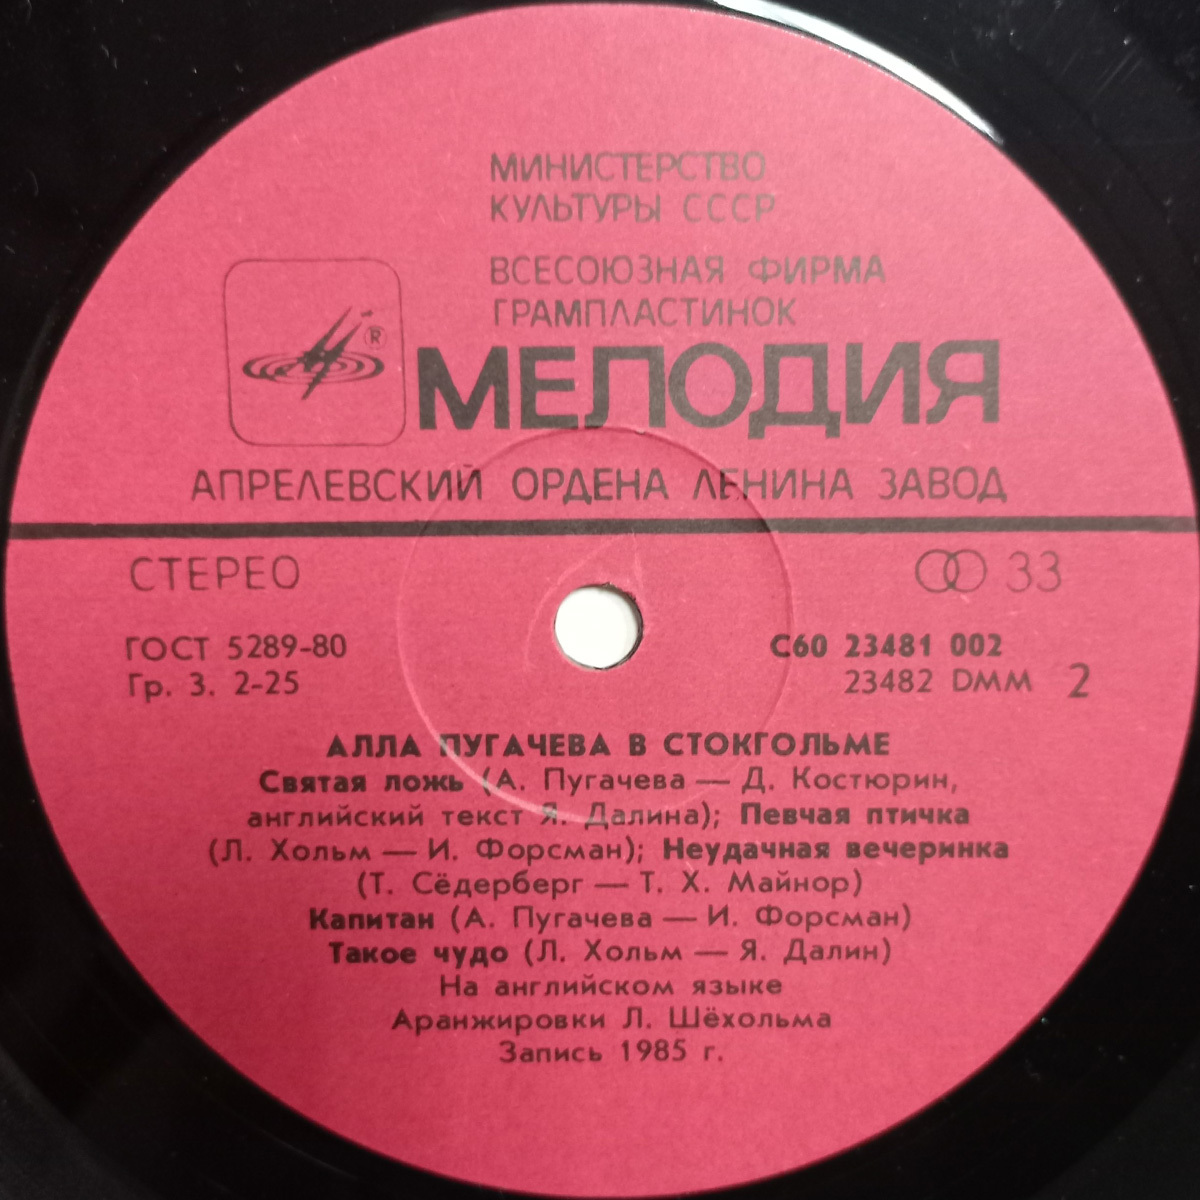 МИНИСТЕРСТВО
КУЛЬТУРЫ СССР
ВСЕСОЮЗНАЯ ФИРМА
ГРАМПЛАСТИНОК
®
МЕЛОДИЯ
АПРЕЛЕВСКИЙ ОРДЕНА ЛЕНИНА ЗАВОД
СТЕРЕО
33
ГОСТ 5289-80
С60 23481 002
Гр. 3. 2-25
23482 DMM 2
АЛЛА ПУГАЧЕВА В СТОКГОЛЬМЕ
Святая ложь (А. Пугачева — Д. Костюрин,
английский текст Я. Далина); Певчая птичка
(Л. Хольм — И. Форсман); Неудачная вечеринка
(Т. Сёдерберг — Т. Х. Майнор)
Капитан (А. Пугачева — И. Форсман)
Такое чудо (Л. Хольм — Я. Далин)
На английском языке
Аранжировки Л. Шёхольма
Запись 1985 г.